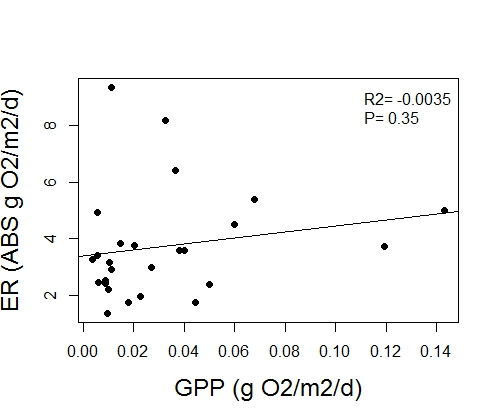 R2= -0.0035
P= 0.35
ER (ABS g O2/m2/d)
8
6
4
2
0.00 0.02 0.04 0.06 0.08 0.10 0.12 0.14
GPP (g O2/m2/d)